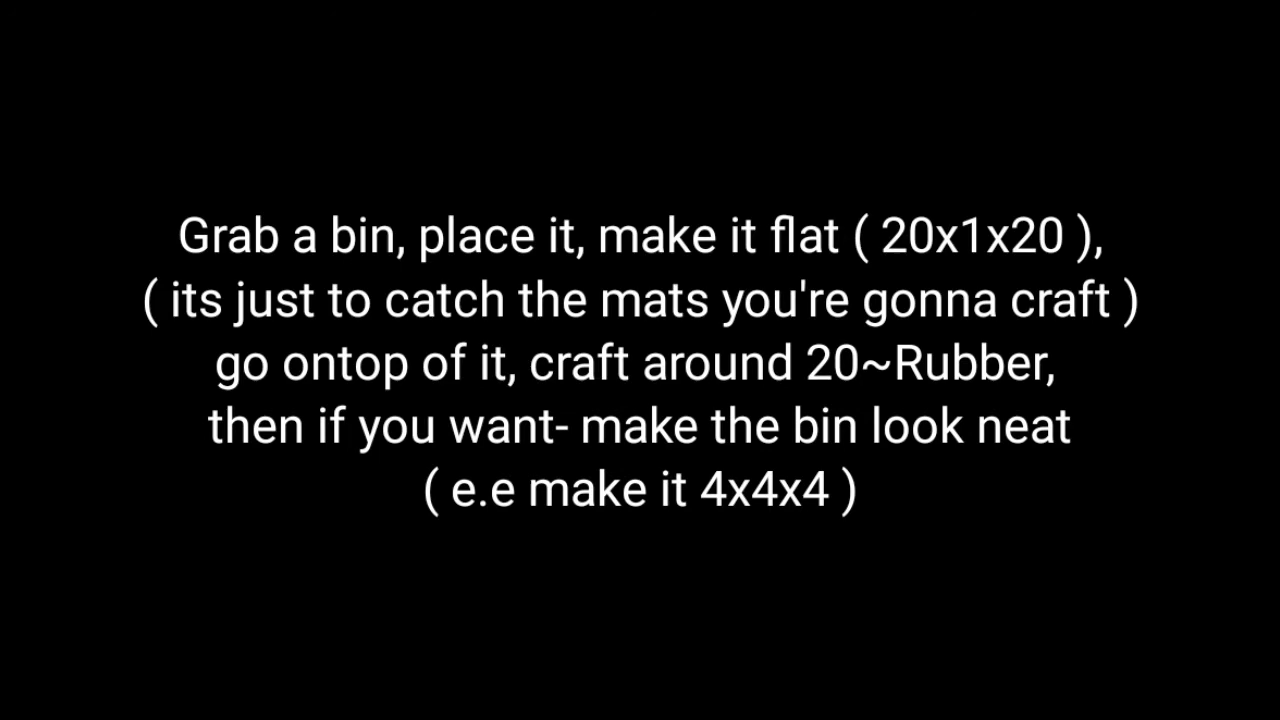 Grab a bin, place it, make it flat ( 20x1x20 ),
( its just to catch the mats you're gonna craft )
go ontop of it, craft around 20~Rubber,
then if you want- make the bin look neat
( e.e make it 4x4x4 )